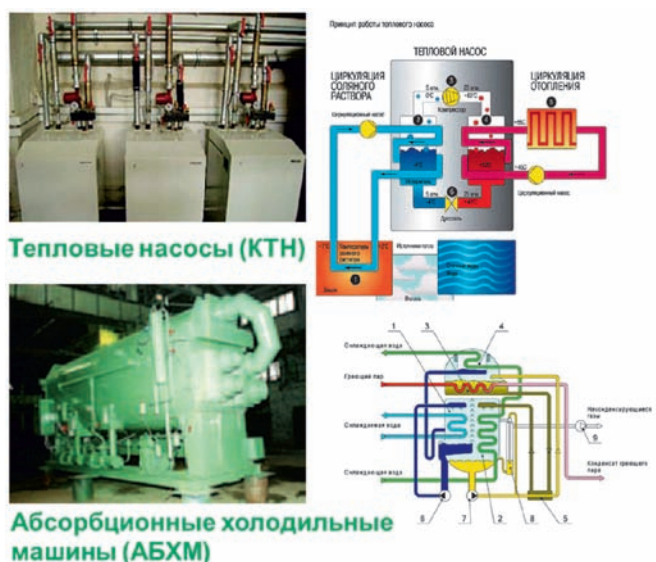 Принцип работы теплового насоса
ТЕПЛОВОЙ НАСОС
ЦИРКУЛЯЦИЯ
СОЛЯНОГО
РАСТВОРА
ЦИРКУЛЯЦИЯ
ОТОПЛЕНИЯ
Циркуляционный насос
Компрессор
Циркуляционный насос
Дроссель
Тепловые насосы (КТН)
3
4
1
Охлаждающая вода
Греющий пар
Охлаждаемая вода
Охлаждающая вода
Неконденсирующиеся
газы
9
Конденсат греющего
пара
6
7
2
8
5
Абсорбционные холодильные
машины (АБХМ)